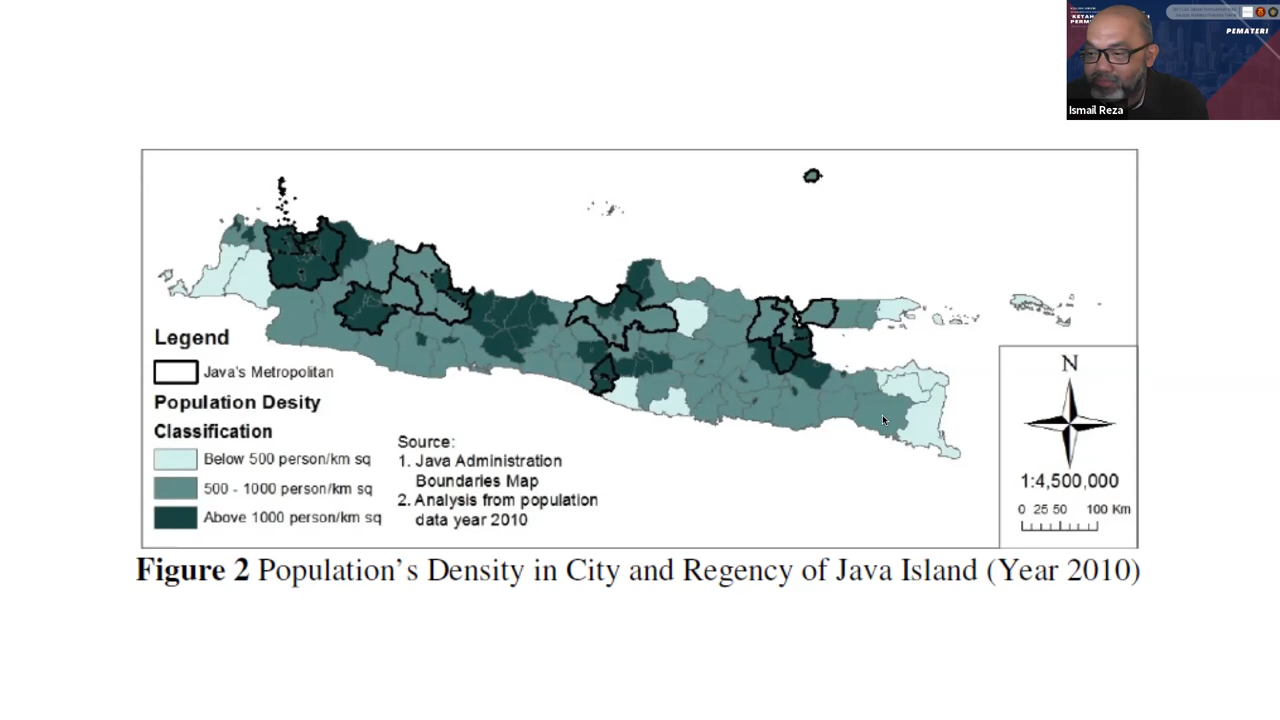 PEMATERI
Ismail Reza
N
1:4,500,000
0 25 50 100 Km
Legend
Java's Metropolitan
Population Desity
Classification
Below 500 person/km sq
500 - 1000 person/km sq
Above 1000 person/km sq
Source:
1. Java Administration
Boundaries Map
2. Analysis from population
data year 2010
Figure 2 Population's Density in City and Regency of Java Island (Year 2010)